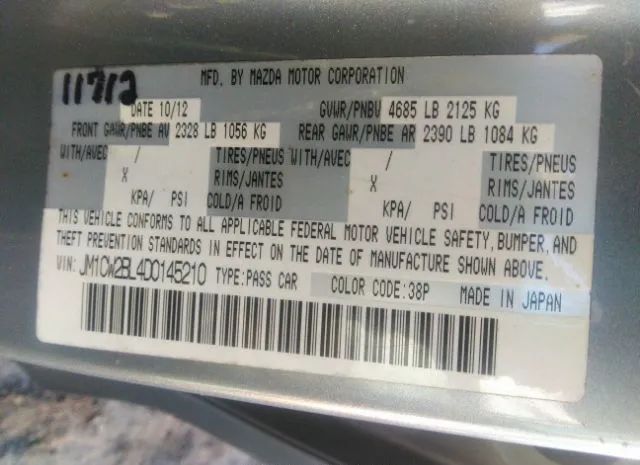 11712
MFD. BY MAZDA MOTOR CORPORATION
DATE 10/12 GVWR/PNBV 4685 LB 2125 KG
FRONT GAWR/PNBE AV 2328 LB 1056 KG REAR GAWR/PNBE AR 2390 LB 1084 KG
WITH/AVEC / TIRES/PNEUS WITH/AVEC / TIRES/PNEUS
X RIMS/JANTES X RIMS/JANTES
KPA/ PSI COLD/A FROID KPA/ PSI COLD/A FROID
THIS VEHICLE CONFORMS TO ALL APPLICABLE FEDERAL MOTOR VEHICLE SAFETY, BUMPER, AND
THEFT PREVENTION STANDARDS IN EFFECT ON THE DATE OF MANUFACTURE SHOWN ABOVE.
VIN: JM1CW2BL4D0145210 TYPE: PASS CAR COLOR CODE: 38P MADE IN JAPAN